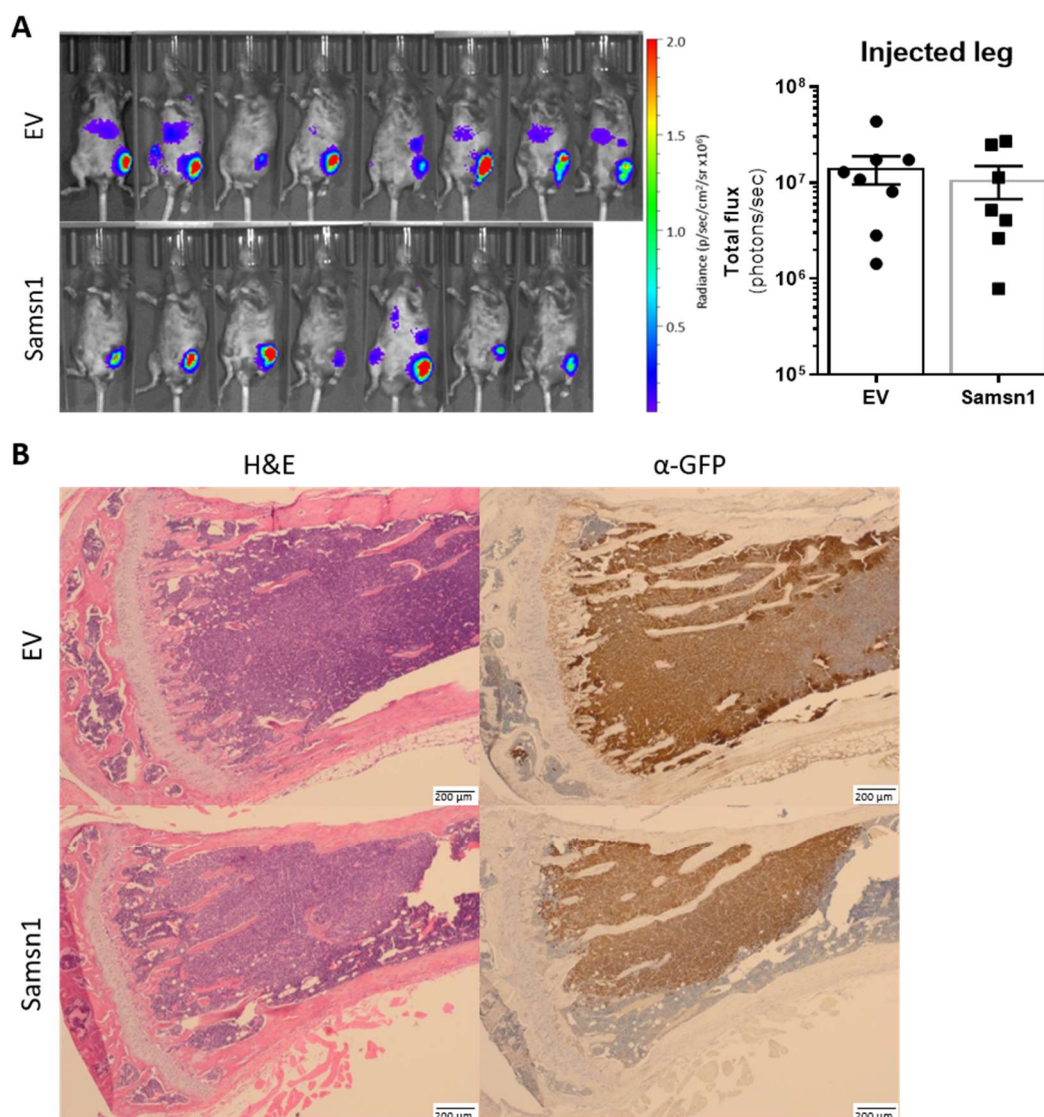 A
EV
Samsn1
2.0
1.5
1.0
0.5
Radiance (p/sec/cm²/sr x10⁶)
Injected leg
Total flux
(photons/sec)
10⁸
10⁷
10⁶
10⁵
EV
Samsn1
B
H&E
α-GFP
EV
200 µm
200 µm
Samsn1
200 µm
200 µm